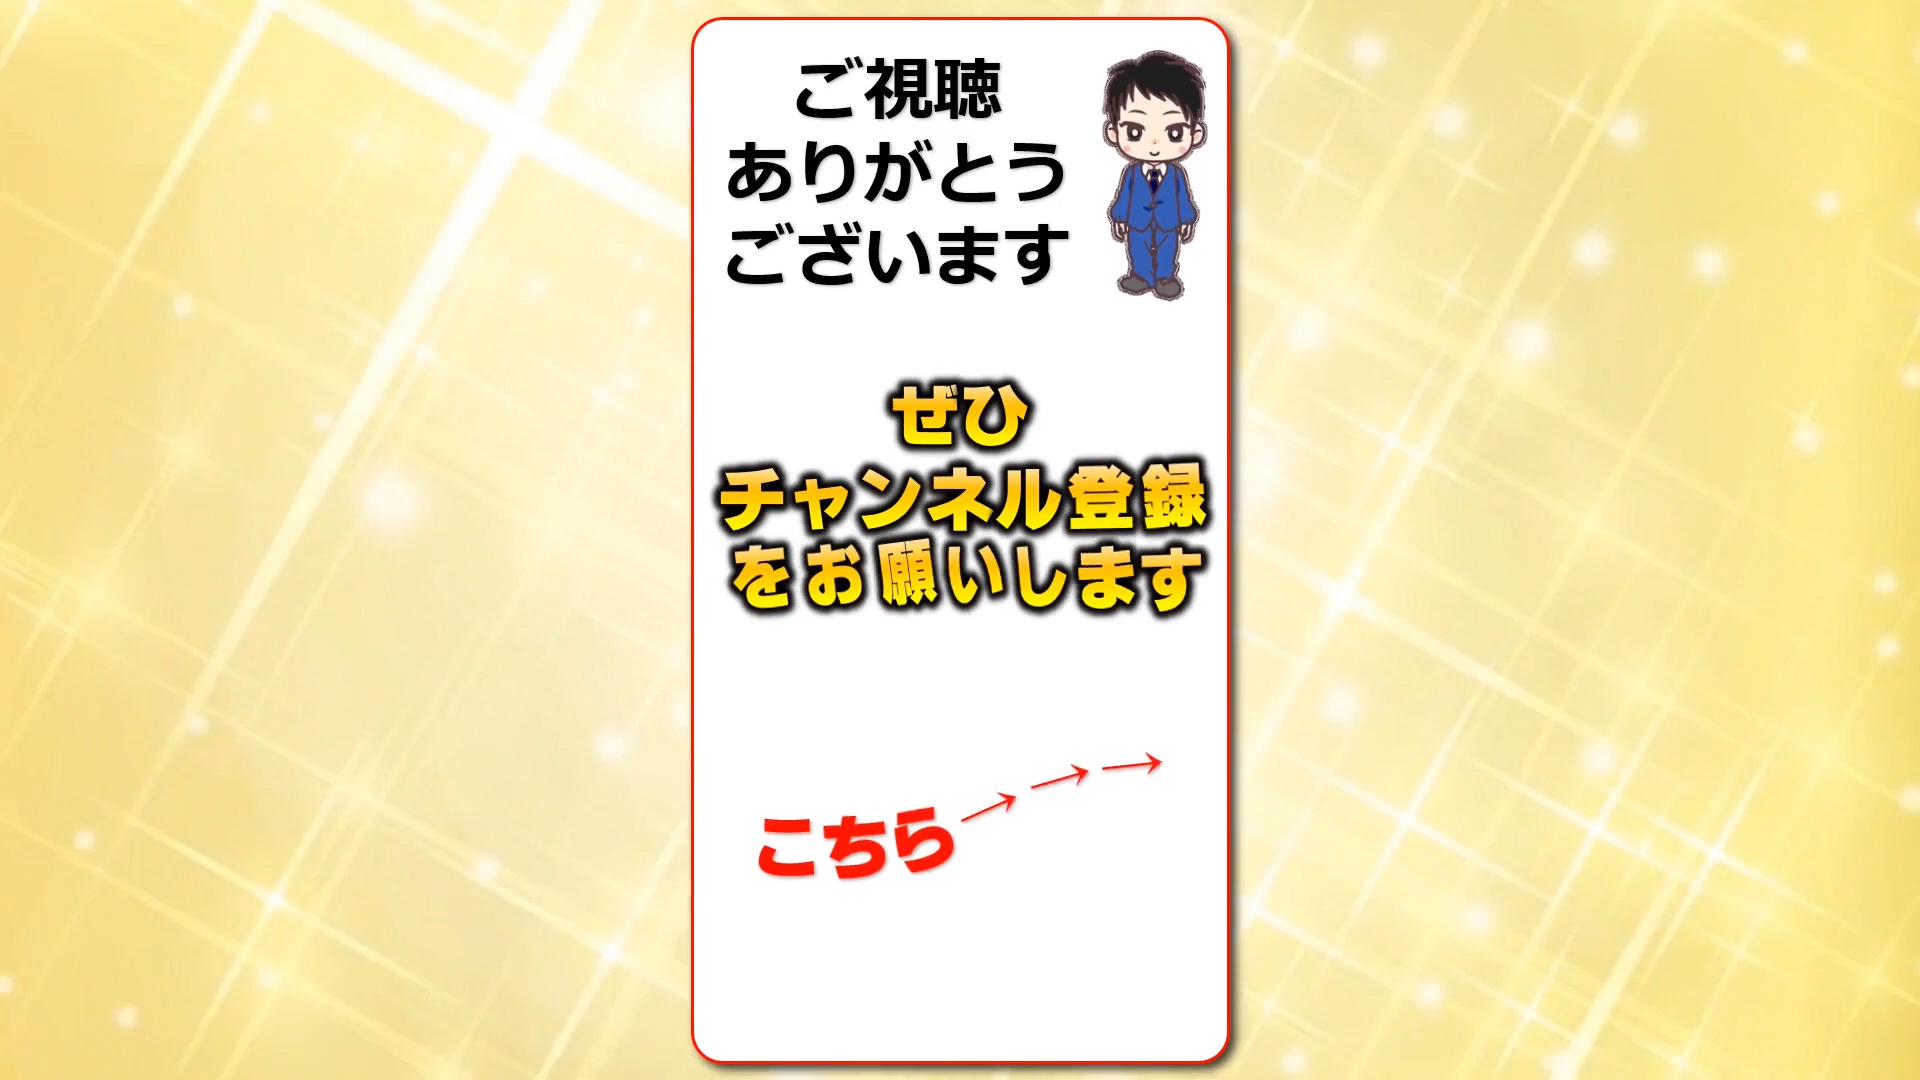 ご視聴
ありがとう
ございます
ぜひ
チャンネル登録
をお願いします
こちら→→→